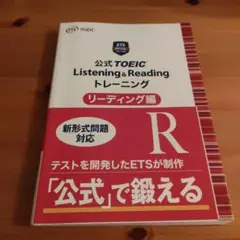 TOEIC
ETS
公式 TOEIC
Listening & Reading
トレーニング
リーディング編
新形式問題
対応
R
テストを開発したETSが制作
「公式」で鍛える